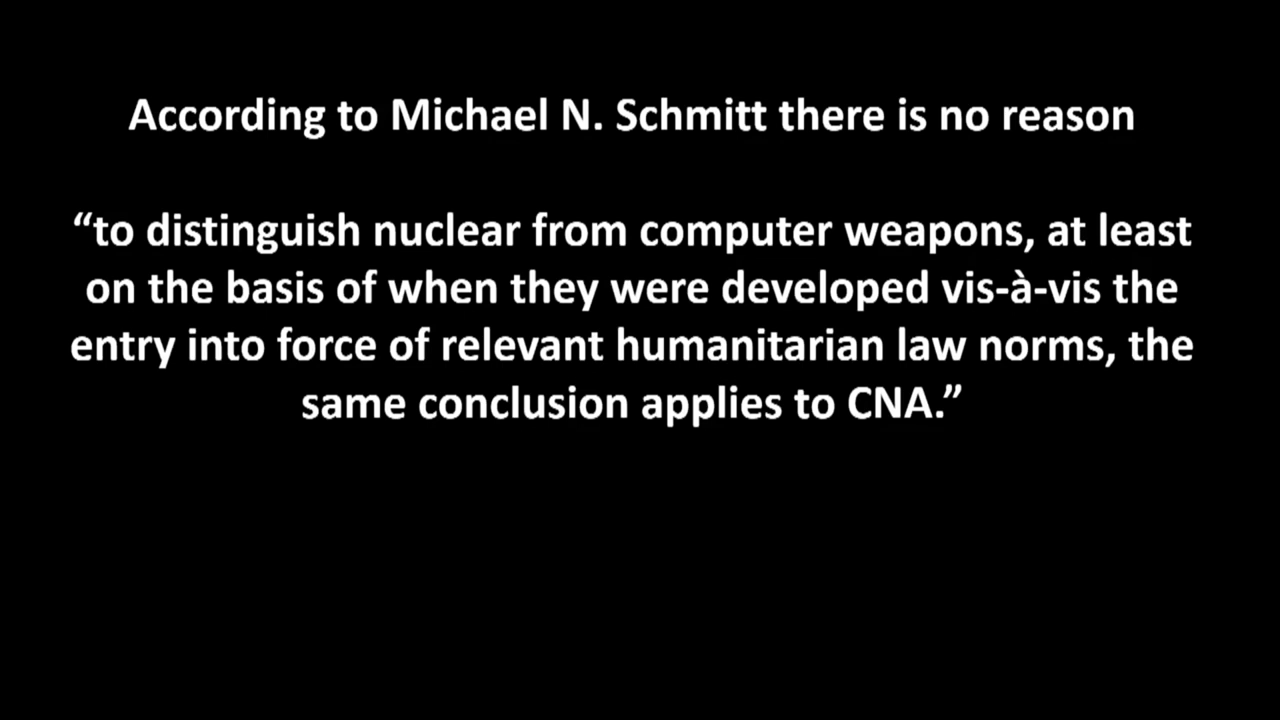 According to Michael N. Schmitt there is no reason
“to distinguish nuclear from computer weapons, at least
on the basis of when they were developed vis-à-vis the
entry into force of relevant humanitarian law norms, the
same conclusion applies to CNA.”